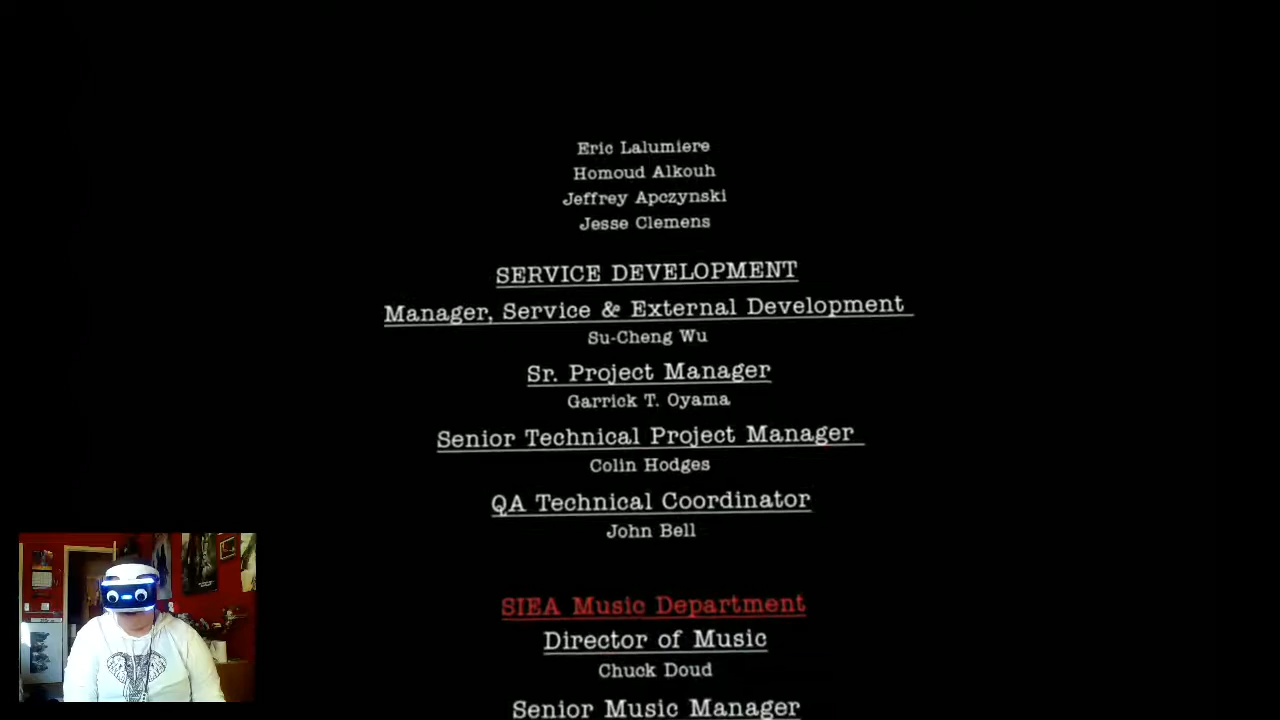 Eric Lalumiere
Homoud Alkouh
Jeffrey Apczynski
Jesse Clemens
SERVICE DEVELOPMENT
Manager, Service & External Development
Su-Cheng Wu
Sr. Project Manager
Garrick T. Oyama
Senior Technical Project Manager
Colin Hodges
QA Technical Coordinator
John Bell
SIEA Music Department
Director of Music
Chuck Doud
Senior Music Manager